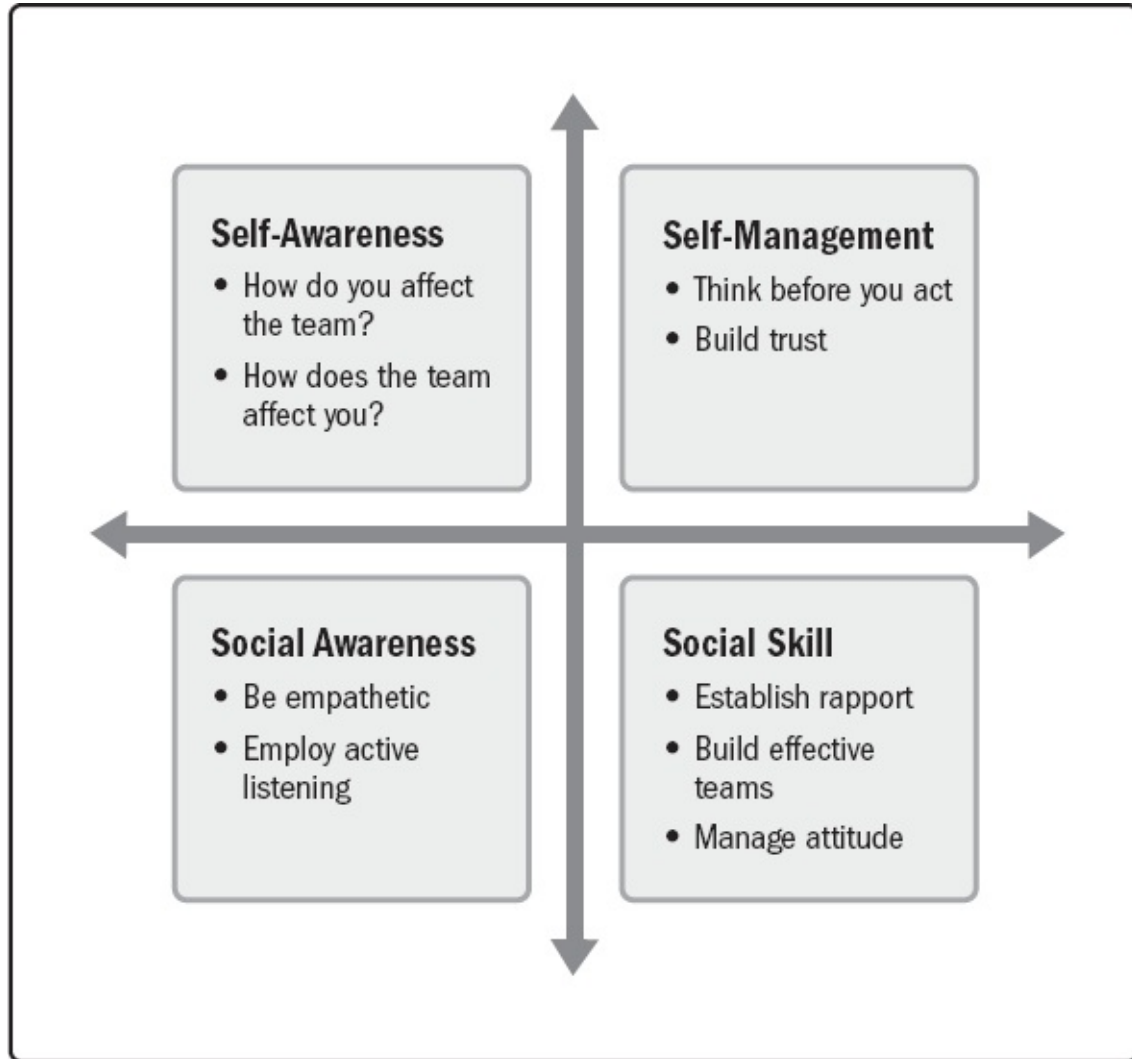 Self-Awareness
• How do you affect
the team?
• How does the team
affect you?
Self-Management
• Think before you act
• Build trust
Social Awareness
• Be empathetic
• Employ active
listening
Social Skill
• Establish rapport
• Build effective
teams
• Manage attitude